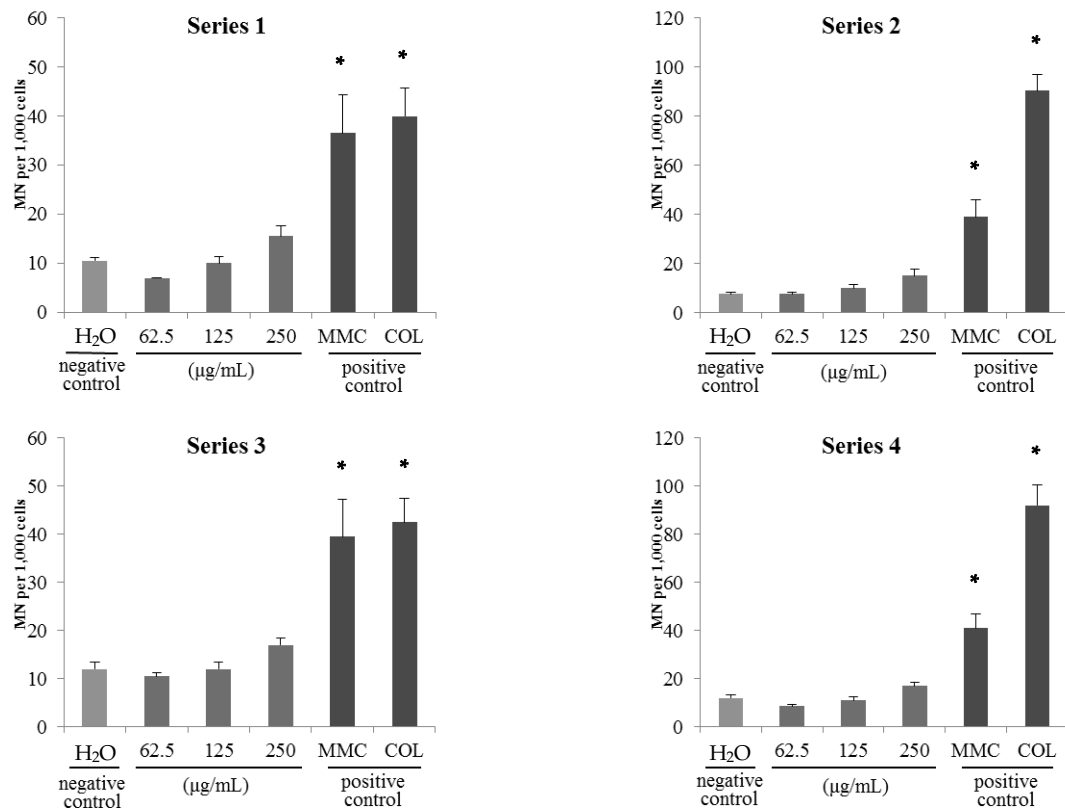 Series 1
MN per 1,000 cells
60
50
40
30
20
10
0
*
*
H₂O 62.5 125 250 MMC COL
negative control
(μg/mL)
positive control
Series 2
MN per 1,000 cells
120
100
80
60
40
20
0
*
*
H₂O 62.5 125 250 MMC COL
negative control
(μg/mL)
positive control
Series 3
MN per 1,000 cells
60
50
40
30
20
10
0
*
*
H₂O 62.5 125 250 MMC COL
negative control
(μg/mL)
positive control
Series 4
MN per 1,000 cells
120
100
80
60
40
20
0
*
*
H₂O 62.5 125 250 MMC COL
negative control
(μg/mL)
positive control